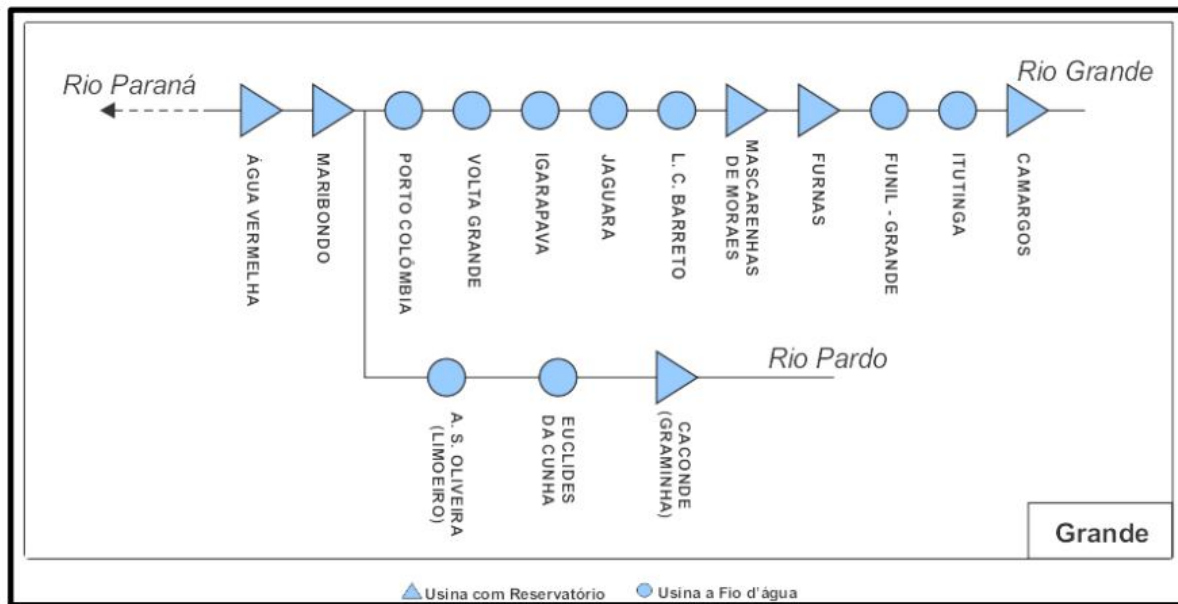 Rio Paraná
Rio Grande
ÁGUA VERMELHA
MARIBONDO
PORTO COLÔMBIA
VOLTA GRANDE
IGARAPAVA
JAGUARA
L. C. BARRETO
MASCARENHAS
DE MORAES
FURNAS
FUNIL - GRANDE
ITUTINGA
CAMARGOS
Rio Pardo
A. S. OLIVEIRA
(LIMOEIRO)
EUCLIDES
DA CUNHA
CACONDE
(GRAMINHA)
Grande
Usina com Reservatório
Usina a Fio d'água